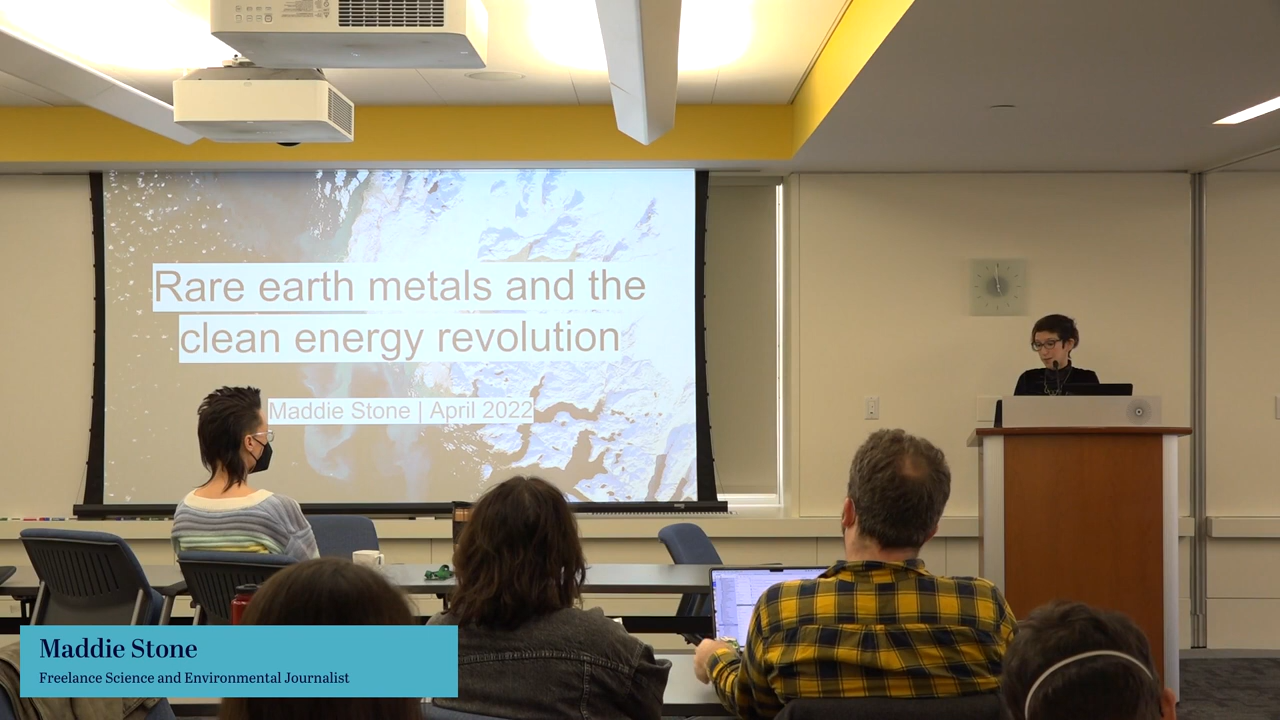 Rare earth metals and the
clean energy revolution
Maddie Stone | April 2022
Maddie Stone
Freelance Science and Environmental Journalist